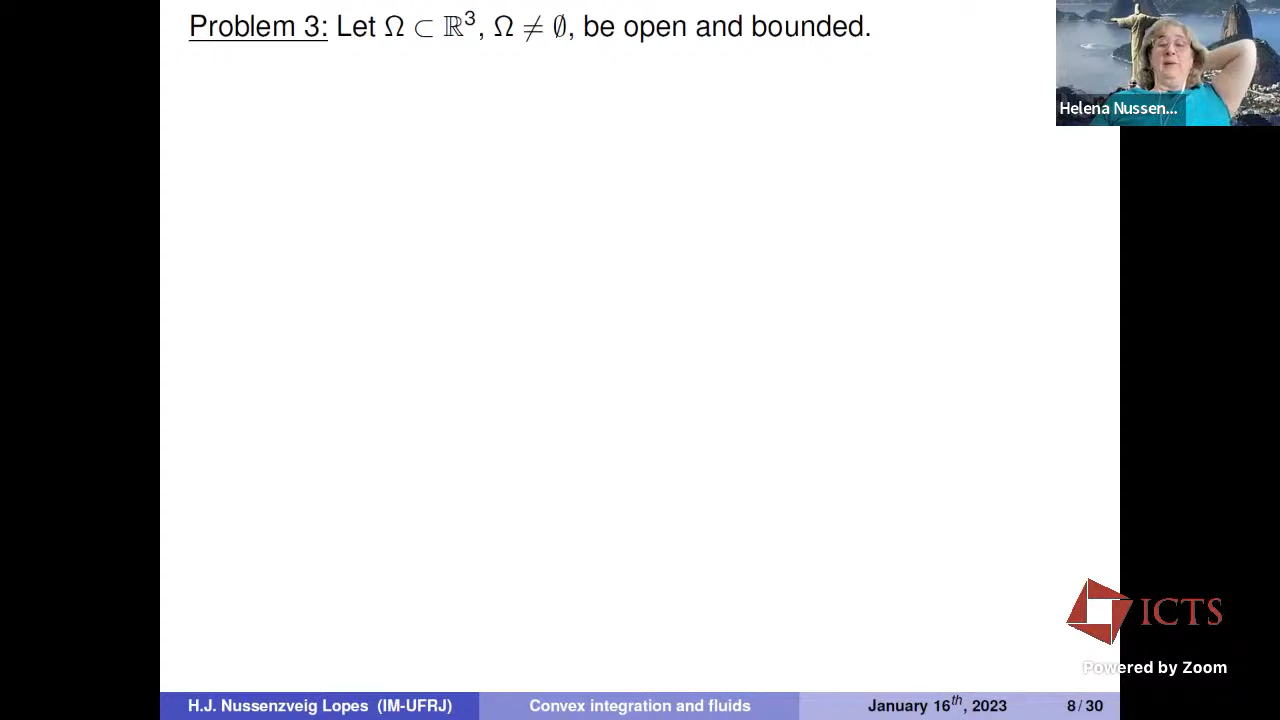 Problem 3: Let Ω ⊂ ℝ³, Ω ≠ ∅, be open and bounded.
Helena Nussen...
ICTS
Powered by Zoom
H.J. Nussenzveig Lopes (IM-UFRJ) Convex integration and fluids January 16th, 2023 8 / 30